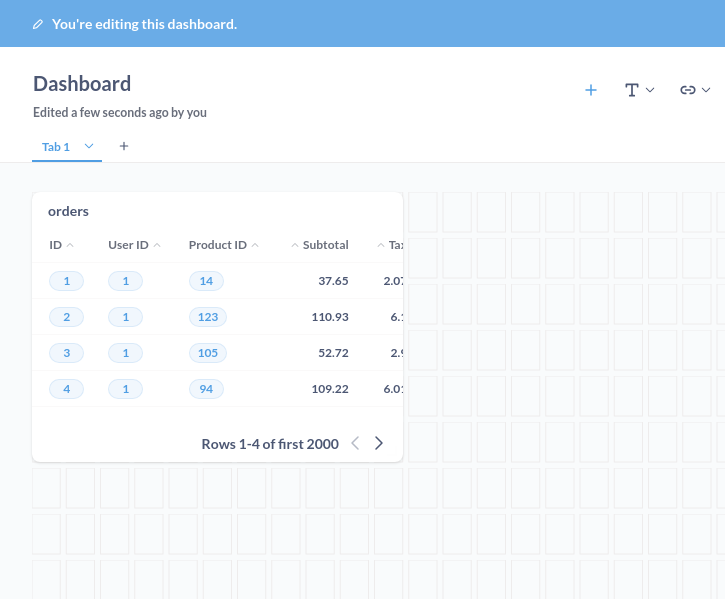 You're editing this dashboard.
Dashboard
Edited a few seconds ago by you
Tab 1
orders
ID User ID Product ID Subtotal Tax
1 1 14 37.65 2.07
2 1 123 110.93 6.1
3 1 105 52.72 2.9
4 1 94 109.22 6.01
Rows 1-4 of first 2000